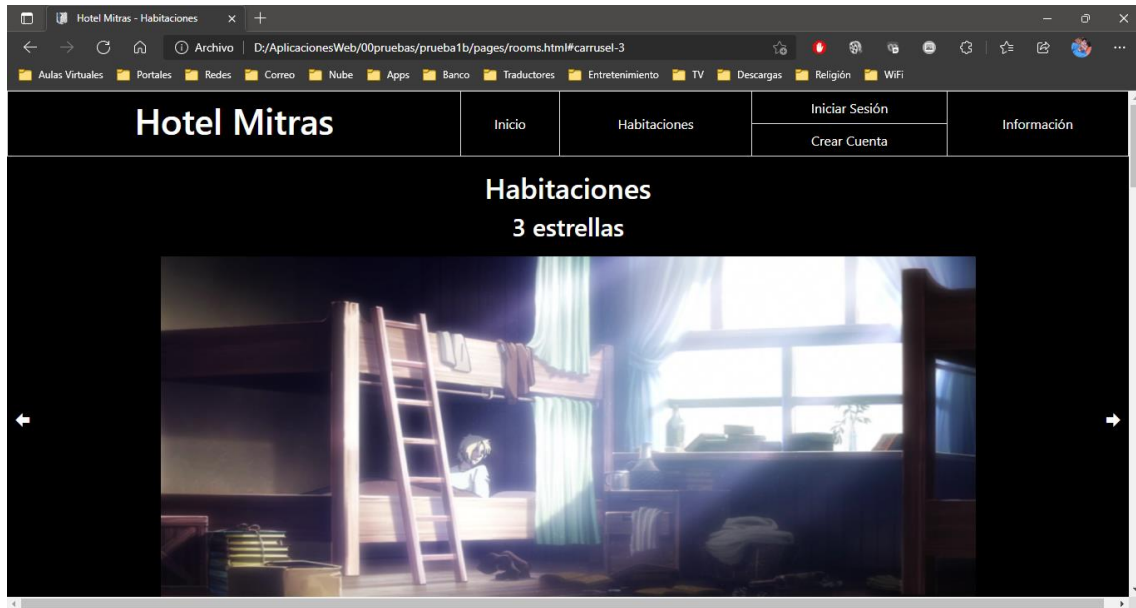 Hotel Mitras - Habitaciones
Archivo D:/AplicacionesWeb/00pruebas/prueba1b/pages/rooms.html#carrusel-3
Aulas Virtuales Portales Redes Correo Nube Apps Banco Traductores Entretenimiento TV Descargas Religión WiFi
Hotel Mitras
Inicio
Habitaciones
Iniciar Sesión
Crear Cuenta
Información
Habitaciones
3 estrellas